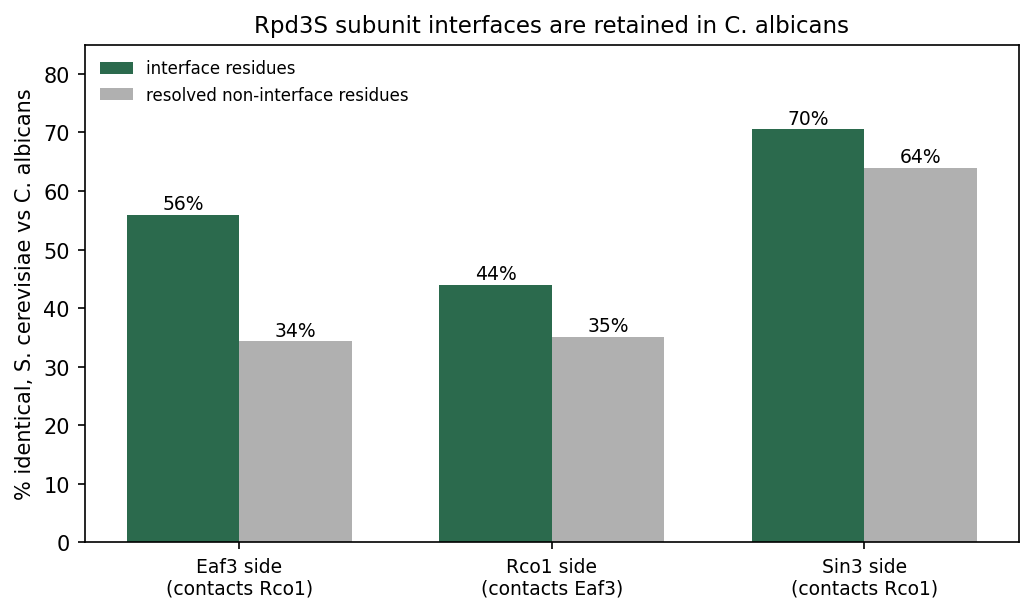 Rpd3S subunit interfaces are retained in C. albicans
interface residues
resolved non-interface residues
% identical, S. cerevisiae vs C. albicans
80
70
60
50
40
30
20
10
0
56%
34%
44%
35%
70%
64%
Eaf3 side
(contacts Rco1)
Rco1 side
(contacts Eaf3)
Sin3 side
(contacts Rco1)